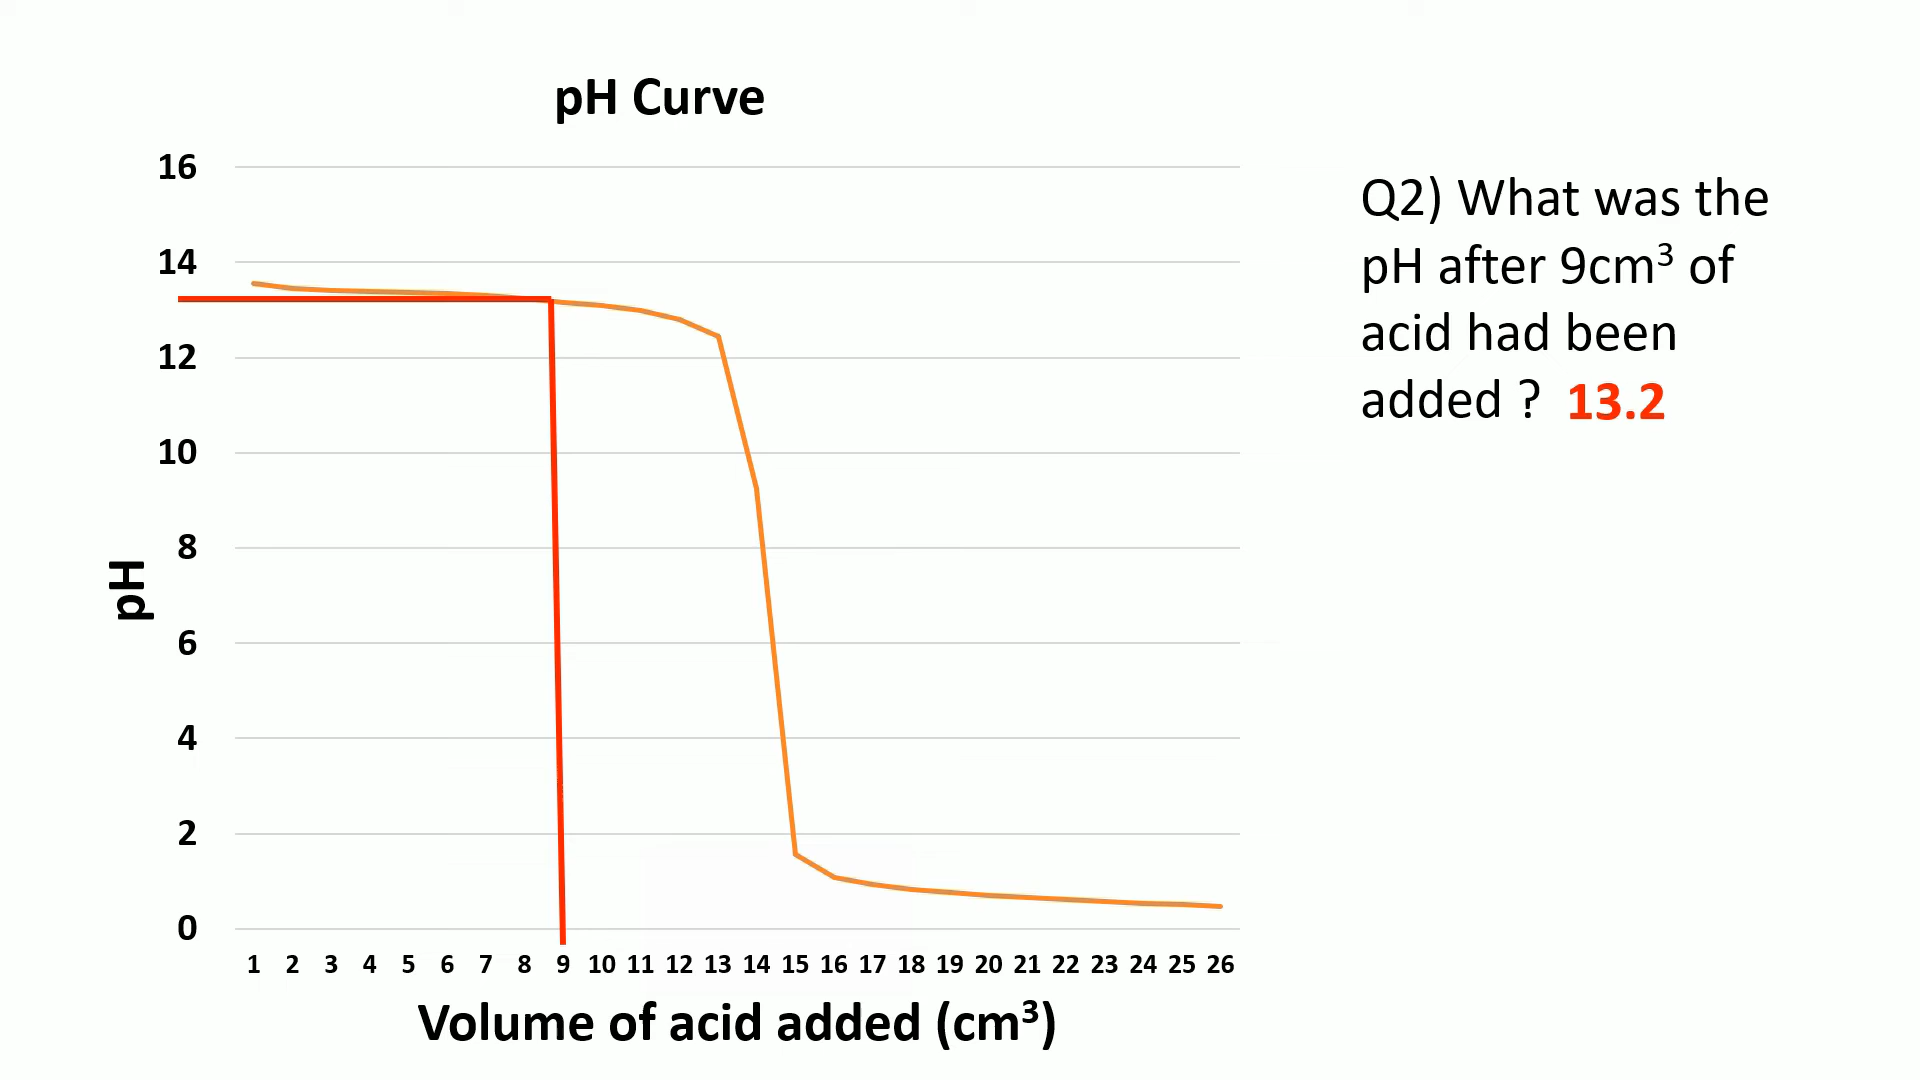 pH Curve
16
14
12
10
8
6
4
2
0
pH
1 2 3 4 5 6 7 8 9 10 11 12 13 14 15 16 17 18 19 20 21 22 23 24 25 26
Volume of acid added (cm³)
Q2) What was the
pH after 9cm³ of
acid had been
added ? 13.2